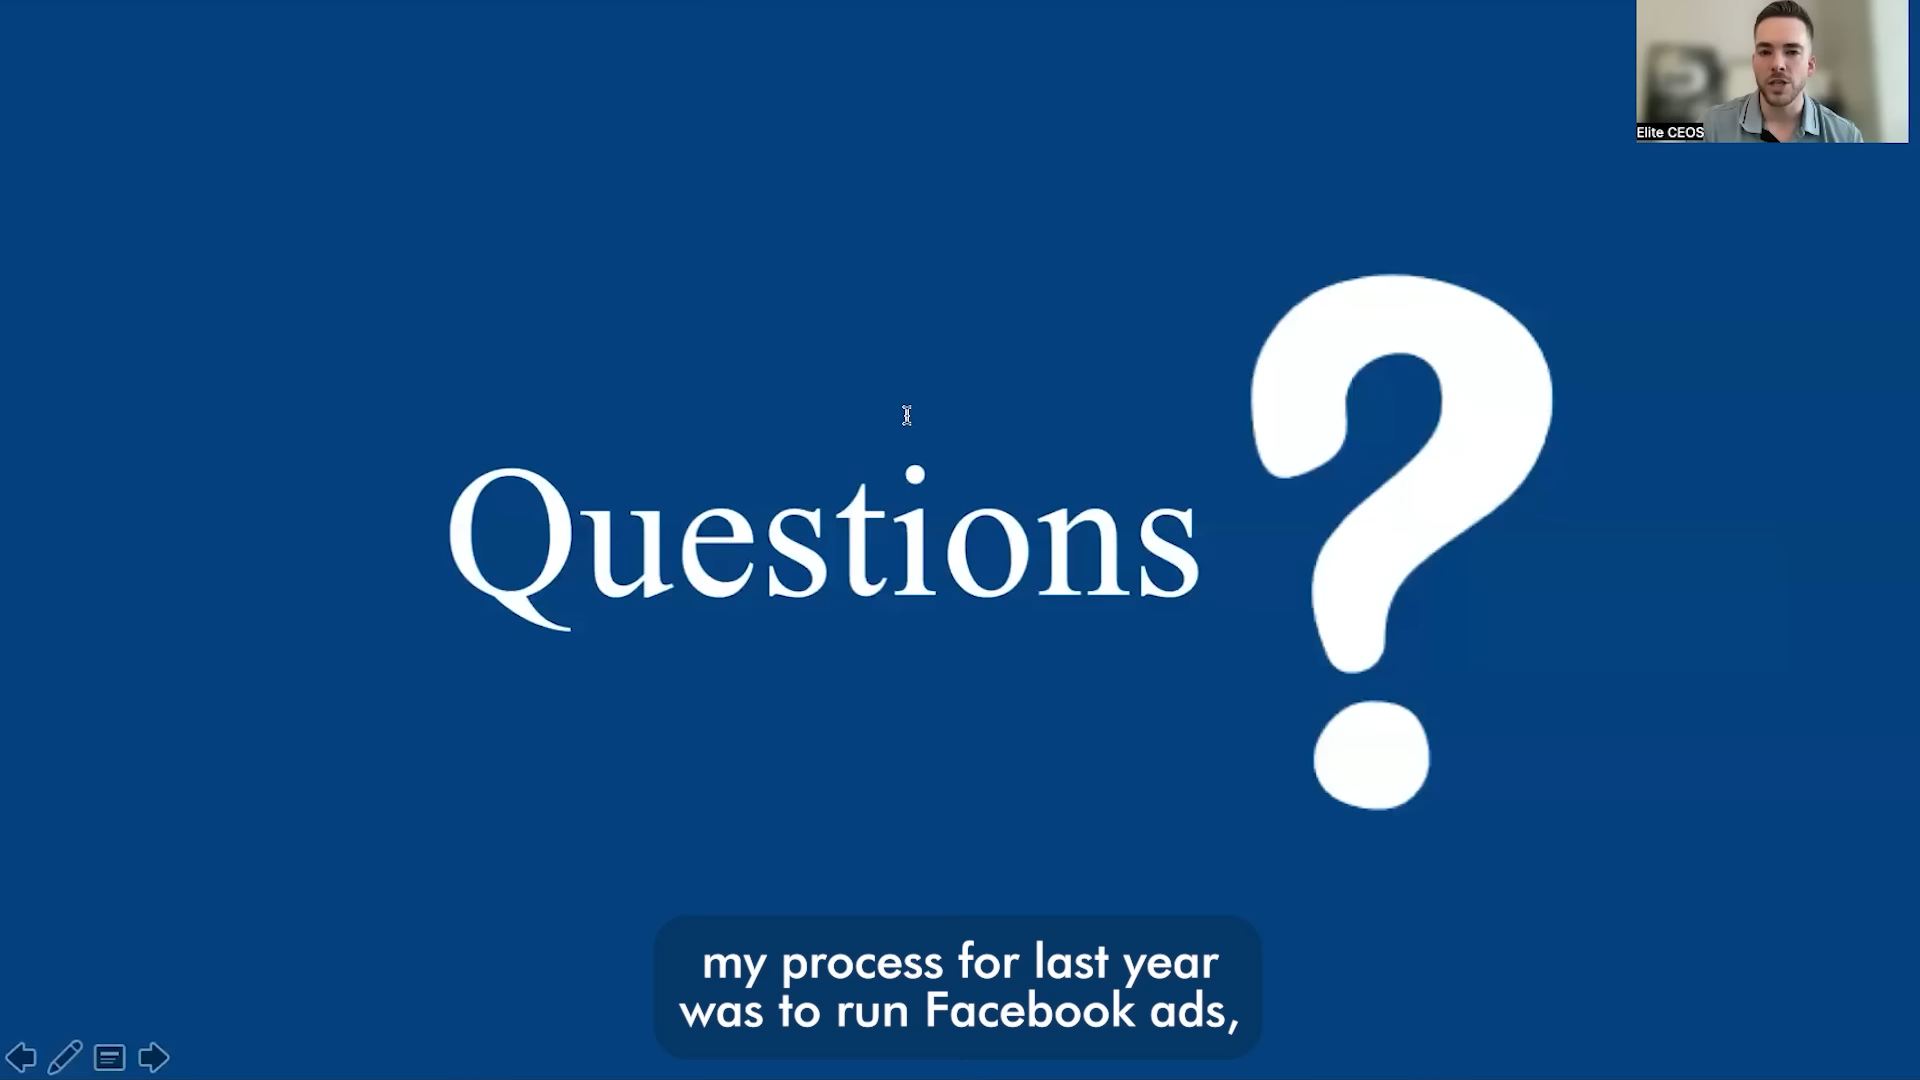 Elite CEOS
Questions ?
my process for last year
was to run Facebook ads,